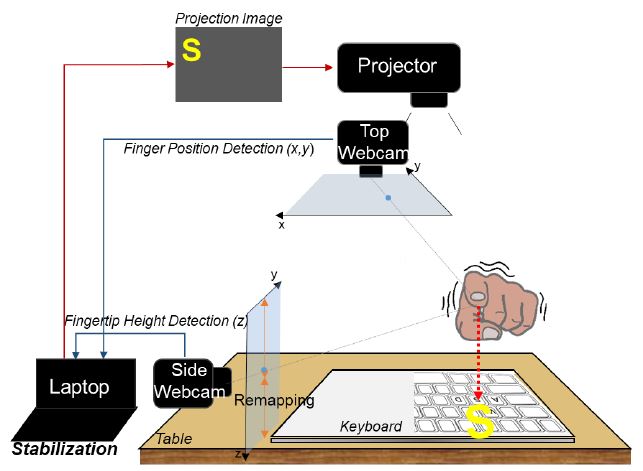 Projection Image
S
Projector
Top
Webcam
Finger Position Detection (x,y)
y
x
y
Fingertip Height Detection (z)
Laptop
Side
Webcam
Remapping
Stabilization
Table
z
Keyboard
A
D
S